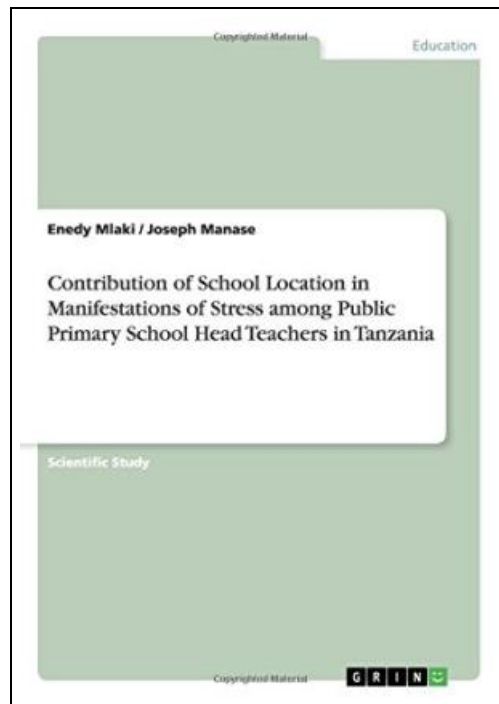 Copyrighted Material
Education
Enedy Mlaki / Joseph Manase
Contribution of School Location in
Manifestations of Stress among Public
Primary School Head Teachers in Tanzania
Scientific Study
Copyrighted Material
GRIN